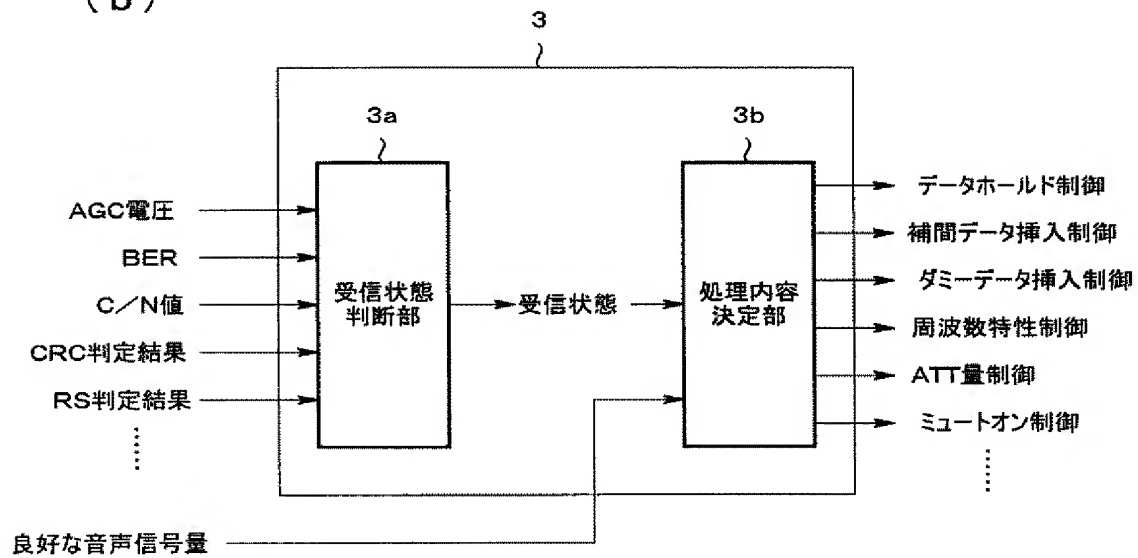 (b)
3
3a
3b
AGC電圧
BER
C/N値
CRC判定結果
RS判定結果
受信状態
判断部
受信状態
処理内容
決定部
データホールド制御
補間データ挿入制御
ダミーデータ挿入制御
周波数特性制御
ATT量制御
ミュートオン制御
良好な音声信号量